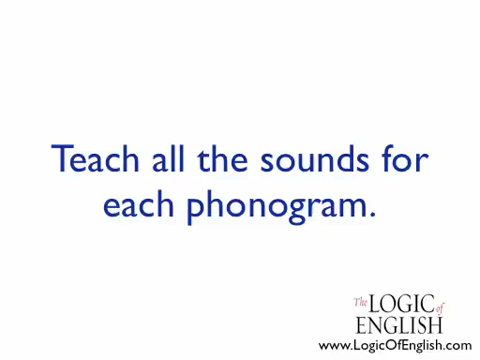 Teach all the sounds for
each phonogram.
The LOGIC of
ENGLISH
www.LogicOfEnglish.com